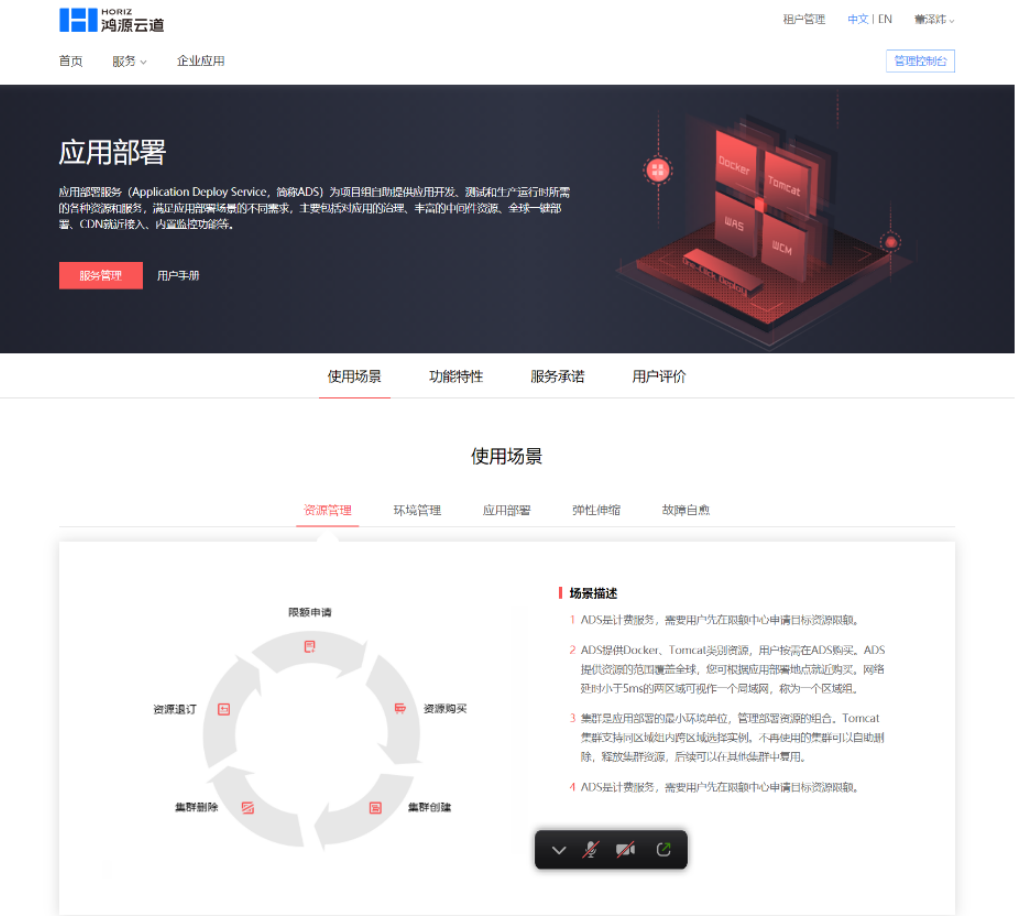 HORIZ
鸿源云道
租户管理 中文 | EN 董泽炜
首页 服务 企业应用 管理控制台
应用部署
应用部署服务（Application Deploy Service，简称ADS）为项目组自助提供应用开发、测试和生产运行时所需
的各种资源和服务，满足应用部署场景的不同需求，主要包括对应用的治理、丰富的中间件资源、全球一键部
署、CDN就近接入、内置监控功能等。
服务管理 用户手册
Docker
Tomcat
WAS
WCM
One-Click Deploy
使用场景 功能特性 服务承诺 用户评价
使用场景
资源管理 环境管理 应用部署 弹性伸缩 故障自愈
限额申请
资源购买
集群创建
集群删除
资源退订
场景描述
1 ADS是计费服务，需要用户先在限额中心申请目标资源限额。
2 ADS提供Docker、Tomcat类别资源，用户按需在ADS购买。ADS
提供资源的范围覆盖全球，您可根据应用部署地点就近购买。网络
延时小于5ms的两区域可视作一个局域网，称为一个区域组。
3 集群是应用部署的最小环境单位，管理部署资源的组合。Tomcat
集群支持同区域组内跨区域选择实例。不再使用的集群可以自助删
除，释放集群资源，后续可以在其他集群中复用。
4 ADS是计费服务，需要用户先在限额中心申请目标资源限额。